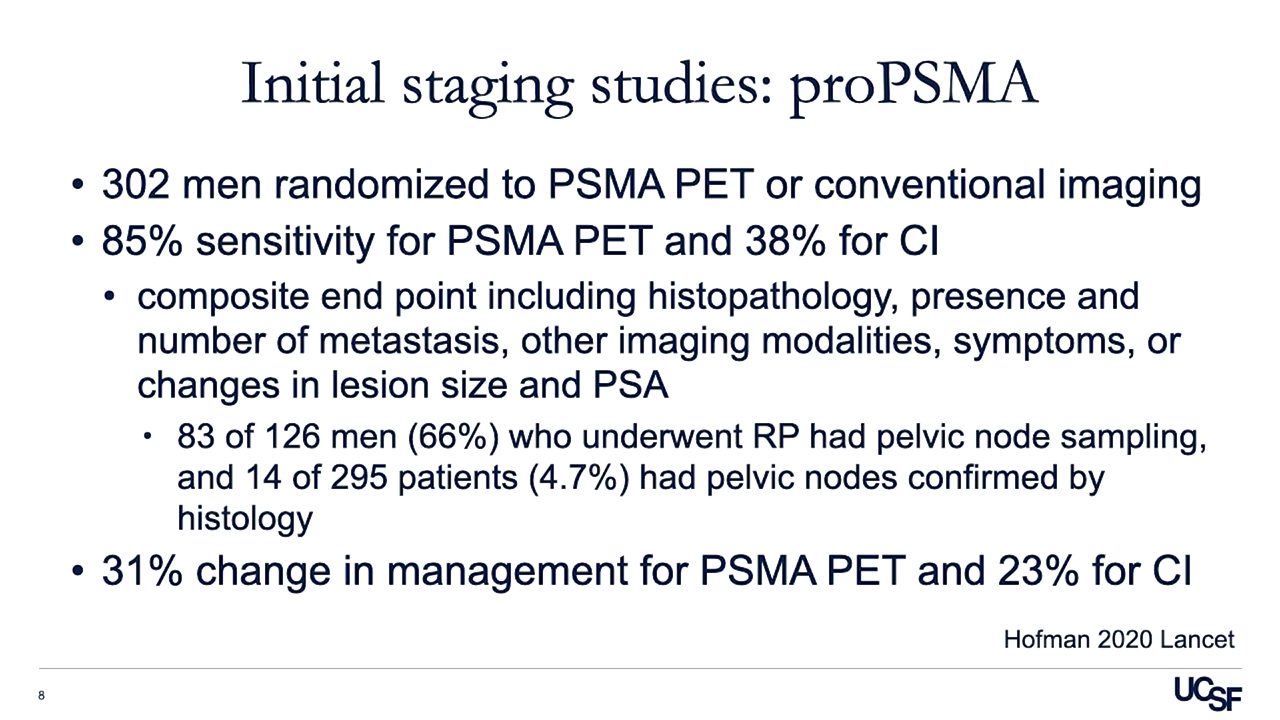 Initial staging studies: proPSMA
• 302 men randomized to PSMA PET or conventional imaging
• 85% sensitivity for PSMA PET and 38% for CI
• composite end point including histopathology, presence and
number of metastasis, other imaging modalities, symptoms, or
changes in lesion size and PSA
• 83 of 126 men (66%) who underwent RP had pelvic node sampling,
and 14 of 295 patients (4.7%) had pelvic nodes confirmed by
histology
• 31% change in management for PSMA PET and 23% for CI
Hofman 2020 Lancet
8
UCSF